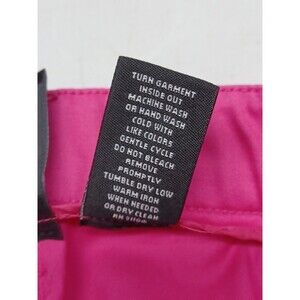 TURN GARMENT
INSIDE OUT
MACHINE WASH
OR HAND WASH
COLD WITH
LIKE COLORS
GENTLE CYCLE
DO NOT BLEACH
REMOVE
PROMPTLY
TUMBLE DRY LOW
WARM IRON
WHEN NEEDED
OR DRY CLEAN